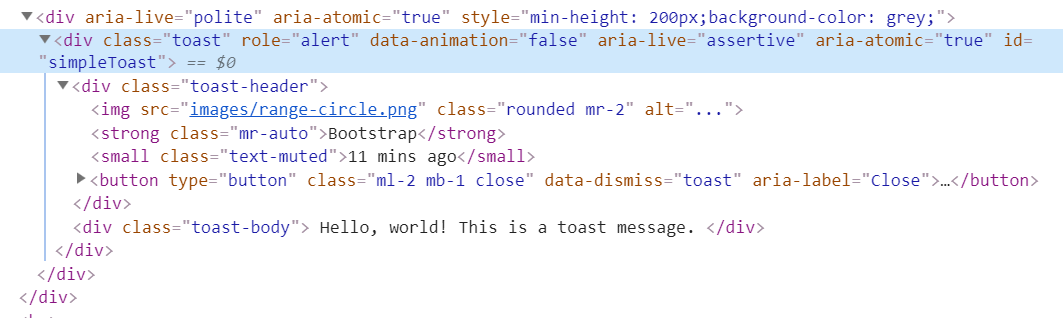 ▼<div aria-live="polite" aria-atomic="true" style="min-height: 200px;background-color: grey;">
▼<div class="toast" role="alert" data-animation="false" aria-live="assertive" aria-atomic="true" id=
"simpleToast"> == $0
▼<div class="toast-header">
<img src="images/range-circle.png" class="rounded mr-2" alt="...">
<strong class="mr-auto">Bootstrap</strong>
<small class="text-muted">11 mins ago</small>
▶<button type="button" class="ml-2 mb-1 close" data-dismiss="toast" aria-label="Close">…</button>
</div>
<div class="toast-body"> Hello, world! This is a toast message. </div>
</div>
</div>
</div>